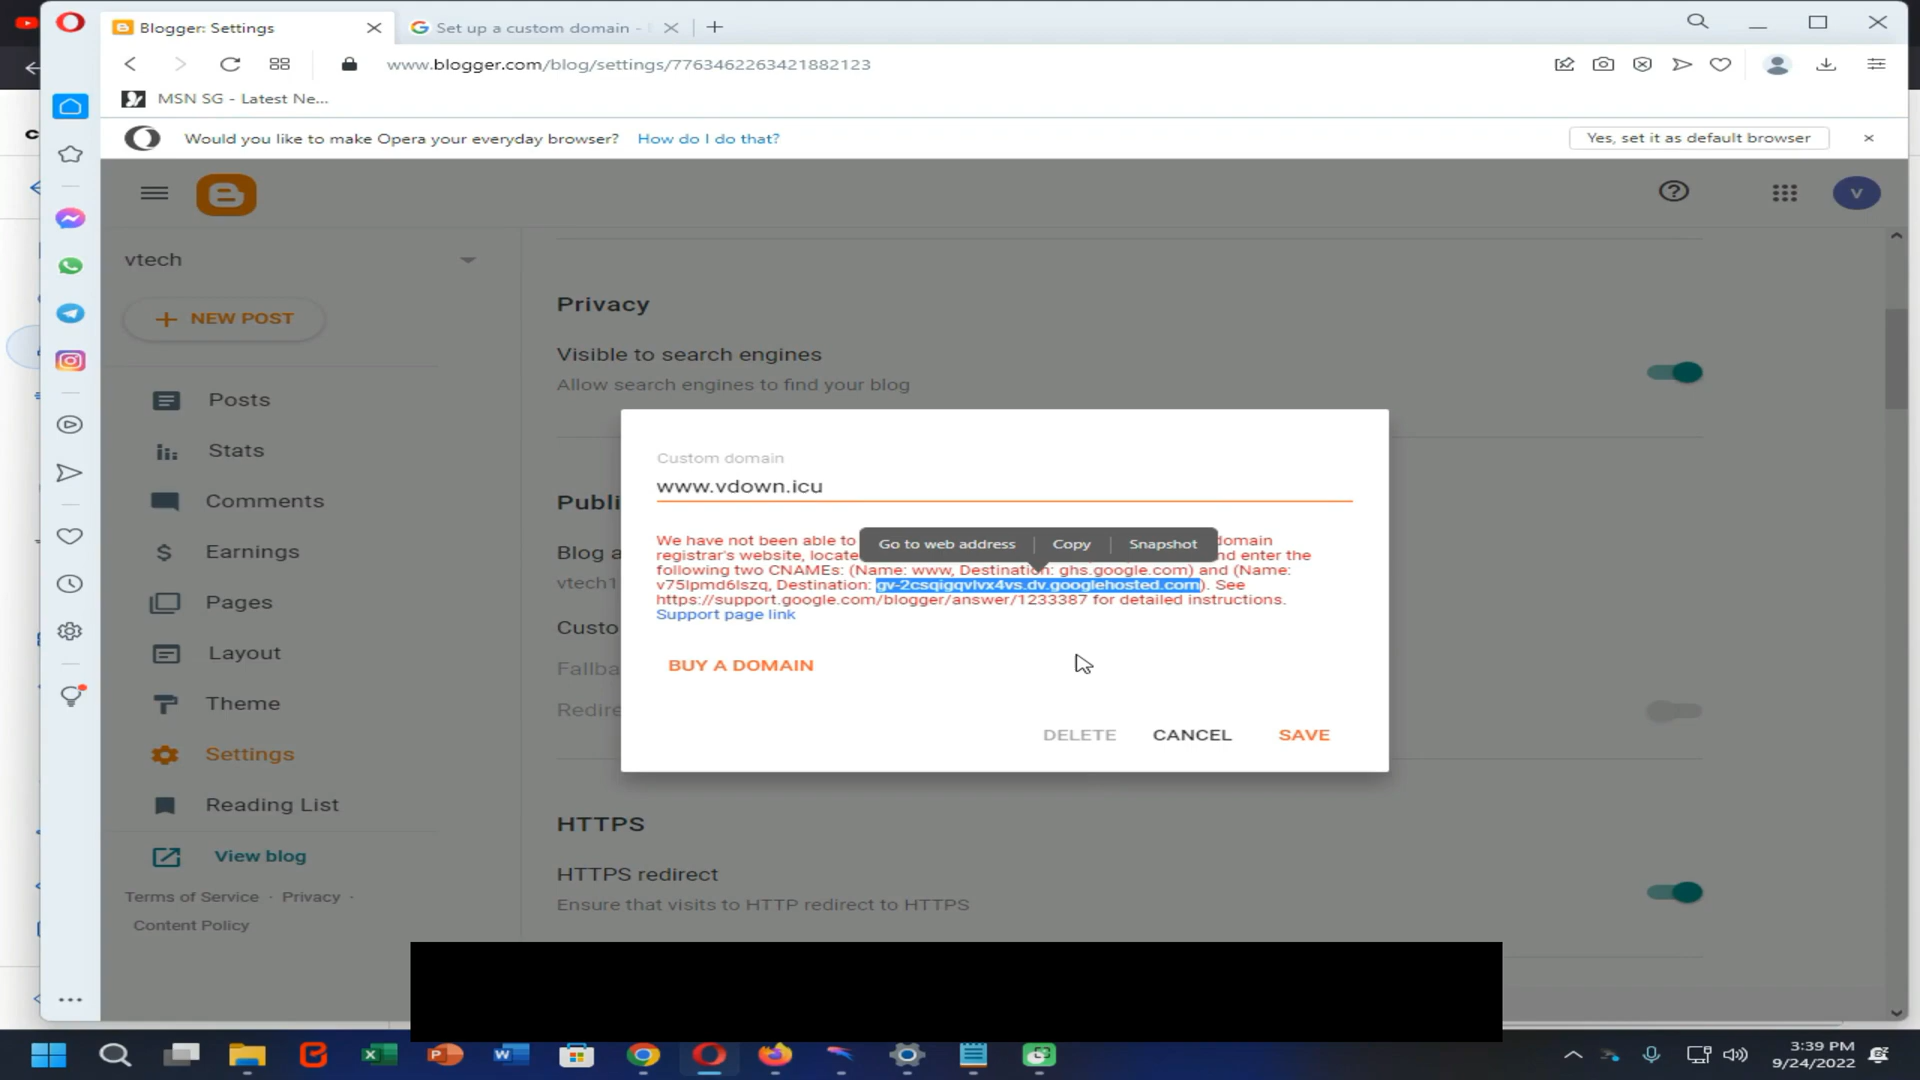 Blogger: Settings
Set up a custom domain -
www.blogger.com/blog/settings/7763462263421882123
MSN SG - Latest Ne...
Would you like to make Opera your everyday browser? How do I do that?
Yes, set it as default browser
vtech
V
NEW POST
Posts
Stats
Comments
Earnings
Pages
Layout
Theme
Settings
Reading List
View blog
Terms of Service · Privacy ·
Content Policy
Privacy
Visible to search engines
Allow search engines to find your blog
Publi
Blog a
vtech1
Custo
Fallba
Redire
Custom domain
www.vdown.icu
We have not been able to
domain
Go to web address
Copy
Snapshot
registrar's website, locate
nd enter the
following two CNAMEs: (Name: www, Destination: ghs.google.com) and (Name:
v75lpmd6lszq, Destination: gv-2csqigqvlvx4vs.dv.googlehosted.com). See
https://support.google.com/blogger/answer/1233387 for detailed instructions.
Support page link
BUY A DOMAIN
DELETE
CANCEL
SAVE
HTTPS
HTTPS redirect
Ensure that visits to HTTP redirect to HTTPS
3:39 PM
9/24/2022